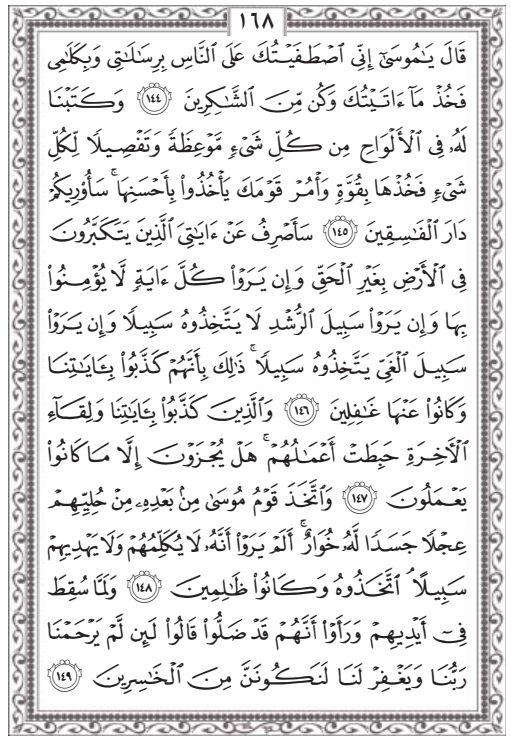 ١٦٨
قَالَ يَٰمُوسَىٰٓ إِنِّى ٱصْطَفَيْتُكَ عَلَى ٱلنَّاسِ بِرِسَٰلَٰتِى وَبِكَلَٰمِى
فَخُذْ مَآ ءَاتَيْتُكَ وَكُن مِّنَ ٱلشَّٰكِرِينَ ١٤٤ وَكَتَبْنَا
لَهُۥ فِى ٱلْأَلْوَاحِ مِن كُلِّ شَىْءٍ مَّوْعِظَةً وَتَفْصِيلًا لِّكُلِّ
شَىْءٍ فَخُذْهَا بِقُوَّةٍ وَأْمُرْ قَوْمَكَ يَأْخُذُوا۟ بِأَحْسَنِهَا ۚ سَأُو۟رِيكُمْ
دَارَ ٱلْفَٰسِقِينَ ١٤٥ سَأَصْرِفُ عَنْ ءَايَٰتِىَ ٱلَّذِينَ يَتَكَبَّرُونَ
فِى ٱلْأَرْضِ بِغَيْرِ ٱلْحَقِّ وَإِن يَرَوْا۟ كُلَّ ءَايَةٍ لَّا يُؤْمِنُوا۟
بِهَا وَإِن يَرَوْا۟ سَبِيلَ ٱلرُّشْدِ لَا يَتَّخِذُوهُ سَبِيلًا وَإِن يَرَوْا۟
سَبِيلَ ٱلْغَىِّ يَتَّخِذُوهُ سَبِيلًا ۚ ذَٰلِكَ بِأَنَّهُمْ كَذَّبُوا۟ بِـَٔايَٰتِنَا
وَكَانُوا۟ عَنْهَا غَٰفِلِينَ ١٤٦ وَٱلَّذِينَ كَذَّبُوا۟ بِـَٔايَٰتِنَا وَلِقَآءِ
ٱلْـَٔاخِرَةِ حَبِطَتْ أَعْمَٰلُهُمْ ۚ هَلْ يُجْزَوْنَ إِلَّا مَا كَانُوا۟
يَعْمَلُونَ ١٤٧ وَٱتَّخَذَ قَوْمُ مُوسَىٰ مِنۢ بَعْدِهِۦ مِنْ حُلِيِّهِمْ
عِجْلًا جَسَدًا لَّهُۥ خُوَارٌ ۚ أَلَمْ يَرَوْا۟ أَنَّهُۥ لَا يُكَلِّمُهُمْ وَلَا يَهْدِيهِمْ
سَبِيلًا ۘ ٱتَّخَذُوهُ وَكَانُوا۟ ظَٰلِمِينَ ١٤٨ وَلَمَّا سُقِطَ
فِىٓ أَيْدِيهِمْ وَرَأَوْا۟ أَنَّهُمْ قَدْ ضَلُّوا۟ قَالُوا۟ لَئِن لَّمْ يَرْحَمْنَا
رَبُّنَا وَيَغْفِرْ لَنَا لَنَكُونَنَّ مِنَ ٱلْخَٰسِرِينَ ١٤٩